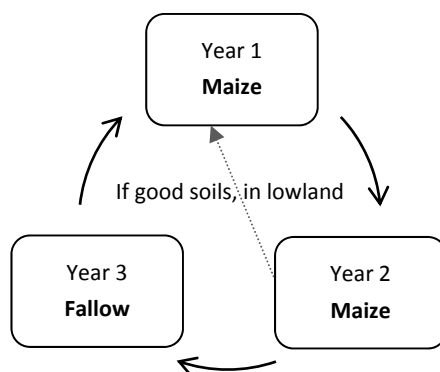 Year 1
Maize
If good soils, in lowland
Year 3
Fallow
Year 2
Maize